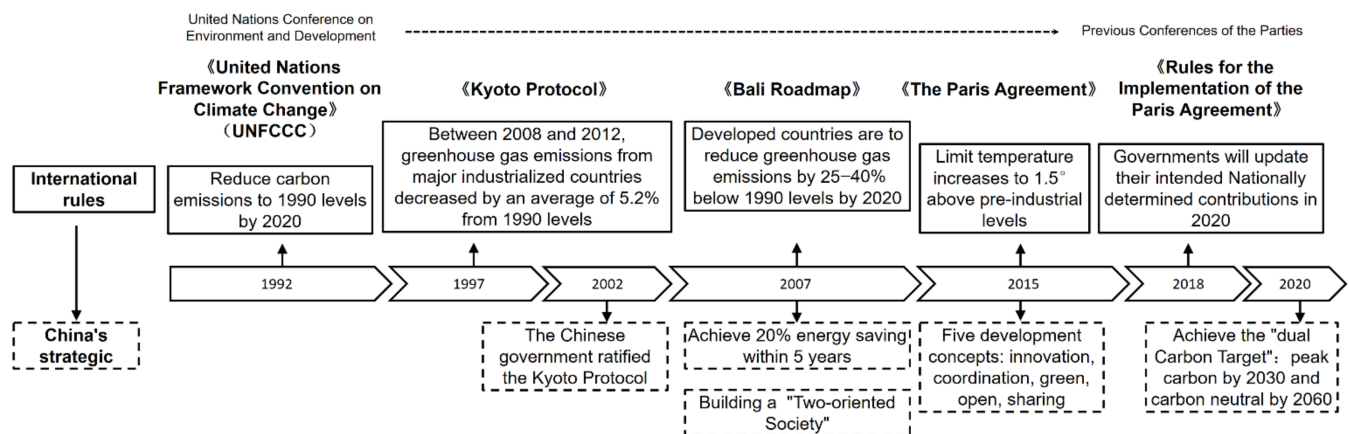 United Nations Conference on
Environment and Development
Previous Conferences of the Parties
《United Nations
Framework Convention on
Climate Change》
（UNFCCC）
《Kyoto Protocol》
《Bali Roadmap》
《The Paris Agreement》
《Rules for the
Implementation of the
Paris Agreement》
International
rules
Reduce carbon
emissions to 1990 levels
by 2020
Between 2008 and 2012,
greenhouse gas emissions from
major industrialized countries
decreased by an average of 5.2%
from 1990 levels
Developed countries are to
reduce greenhouse gas
emissions by 25–40%
below 1990 levels by 2020
Limit temperature
increases to 1.5°
above pre-industrial
levels
Governments will update
their intended Nationally
determined contributions in
2020
1992
1997
2002
2007
2015
2018
2020
China's
strategic
The Chinese
government ratified
the Kyoto Protocol
Achieve 20% energy saving
within 5 years
Building a "Two-oriented
Society"
Five development
concepts: innovation,
coordination, green,
open, sharing
Achieve the "dual
Carbon Target"：peak
carbon by 2030 and
carbon neutral by 2060